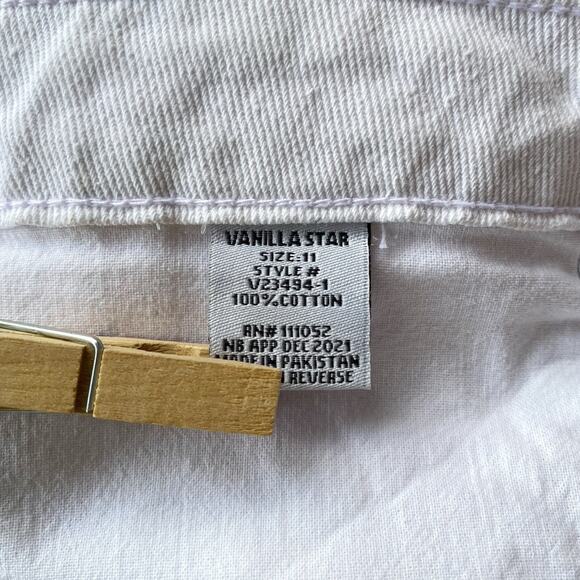 VANILLA STAR
SIZE:11
STYLE #
V23494-1
100%COTTON
RN# 111052
NB APP DEC 2021
MADE IN PAKISTAN
REVERSE